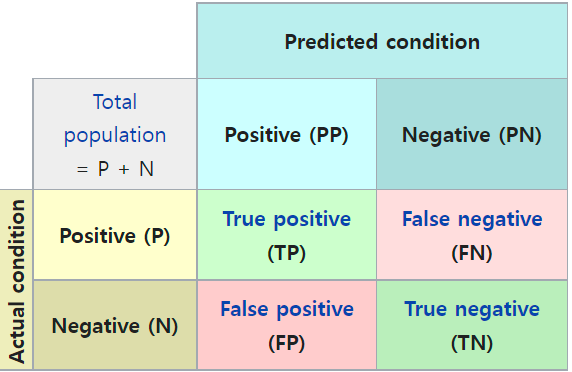 Predicted condition
Total
population
= P + N
Positive (PP)
Negative (PN)
Actual condition
Positive (P)
True positive
(TP)
False negative
(FN)
Negative (N)
False positive
(FP)
True negative
(TN)